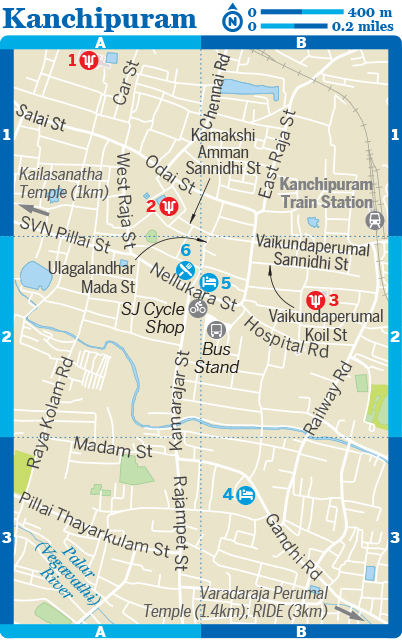 Kanchipuram
N
0 400 m
0 0.2 miles
A B
1
Car St
Chennai Rd
Salai St
1 1
Kamakshi
Amman
Sannidhi St
East Raja St
West Raja St
Odai St
Kailasanatha
Temple (1km)
Kanchipuram
Train Station
2
SVN Pillai St
Vaikundaperumal
Sannidhi St
6
Ulagalandhar
Mada St
Nellukara St
5
3
SJ Cycle
Shop
Vaikundaperumal
Koil St
Hospital Rd
2 2
Bus
Stand
Raya Kolam Rd
Kamarajar St
Railway Rd
Madam St
Rajampet St
4
Pillai Thayarkulam St
Gandhi Rd
3 3
Palar
(Vegavathi)
River
Varadaraja Perumal
Temple (1.4km); RIDE (3km)
A B